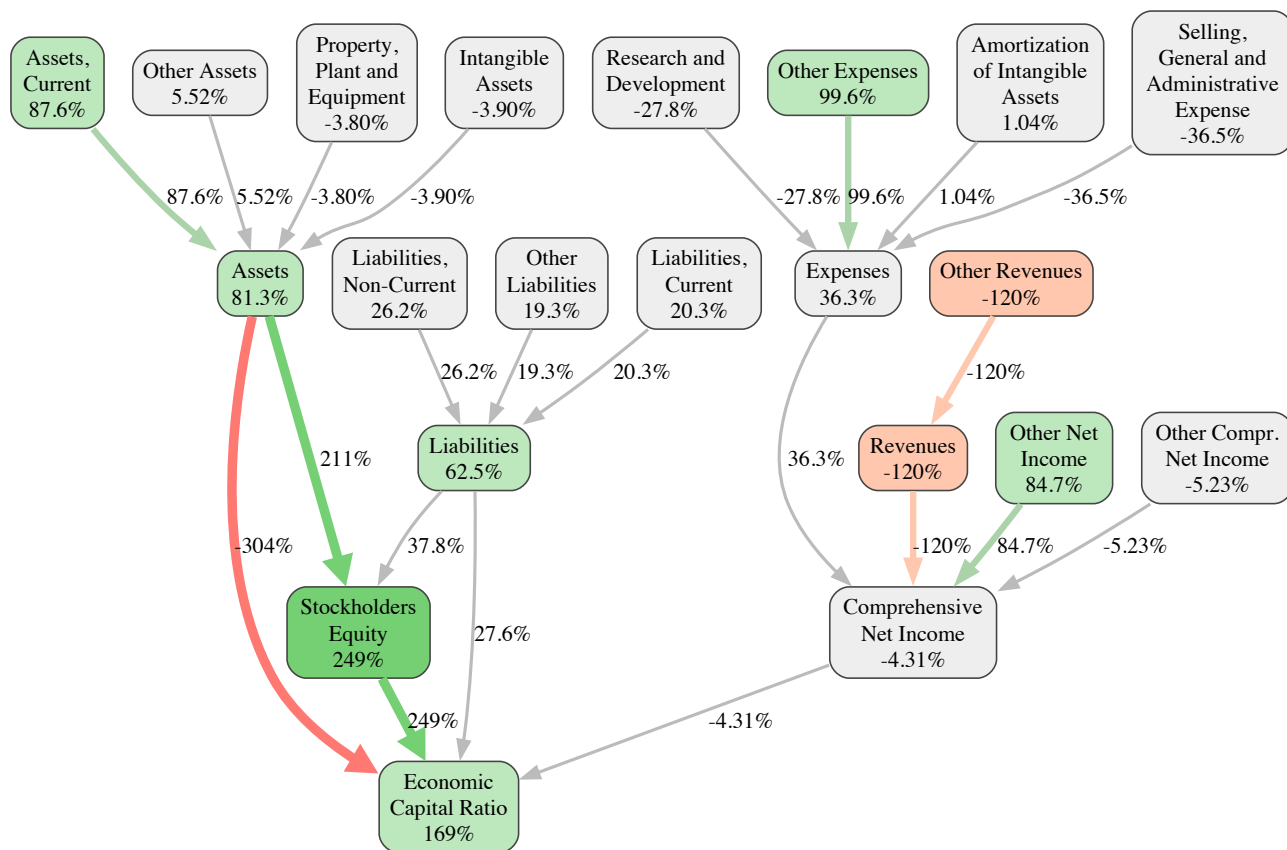 Assets,
Current
87.6%
Other Assets
5.52%
Property,
Plant and
Equipment
-3.80%
Intangible
Assets
-3.90%
Research and
Development
-27.8%
Other Expenses
99.6%
Amortization
of Intangible
Assets
1.04%
Selling,
General and
Administrative
Expense
-36.5%
87.6%
5.52%
-3.80%
-3.90%
-27.8%
99.6%
1.04%
-36.5%
Assets
81.3%
Liabilities,
Non-Current
26.2%
Other
Liabilities
19.3%
Liabilities,
Current
20.3%
Expenses
36.3%
Other Revenues
-120%
26.2%
19.3%
20.3%
-120%
211%
Liabilities
62.5%
36.3%
Revenues
-120%
Other Net
Income
84.7%
Other Compr.
Net Income
-5.23%
-304%
37.8%
-120%
84.7%
-5.23%
Stockholders
Equity
249%
27.6%
Comprehensive
Net Income
-4.31%
249%
-4.31%
Economic
Capital Ratio
169%